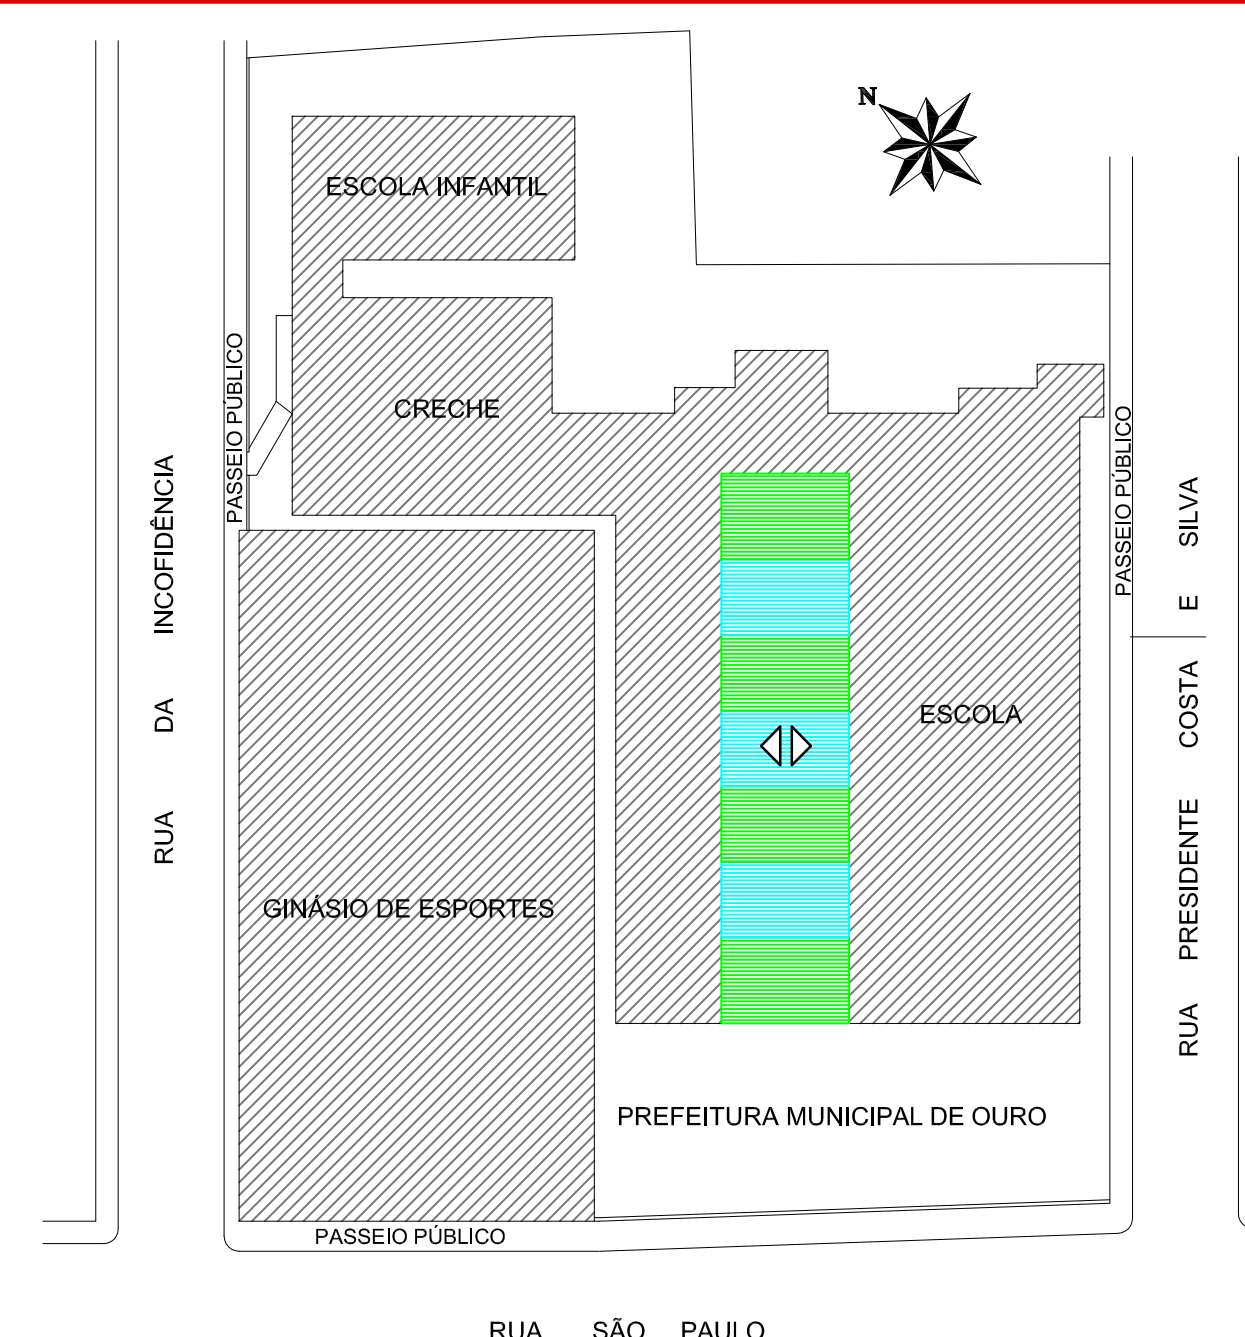 N
ESCOLA INFANTIL
PASSEIO PÚBLICO
CRECHE
PASSEIO PÚBLICO
RUA DA INCOFIDÊNCIA
RUA PRESIDENTE COSTA E SILVA
ESCOLA
GINÁSIO DE ESPORTES
PREFEITURA MUNICIPAL DE OURO
PASSEIO PÚBLICO
RUA SÃO PAULO